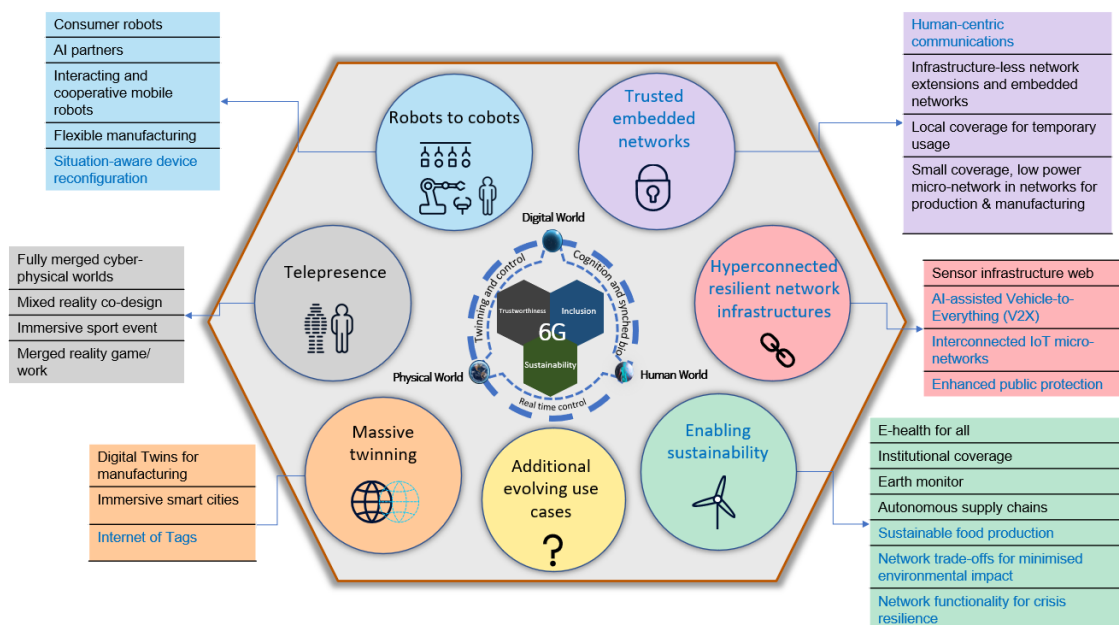 Consumer robots
AI partners
Interacting and
cooperative mobile
robots
Flexible manufacturing
Situation-aware device
reconfiguration
Robots to cobots
Trusted
embedded
networks
Human-centric
communications
Infrastructure-less network
extensions and embedded
networks
Local coverage for temporary
usage
Small coverage, low power
micro-network in networks for
production & manufacturing
Fully merged cyber-
physical worlds
Mixed reality co-design
Immersive sport event
Merged reality game/
work
Telepresence
Digital World
Twinning and control
Cognition and synched bio
Trustworthiness
Inclusion
6G
Sustainability
Physical World
Human World
Real time control
Hyperconnected
resilient network
infrastructures
Sensor infrastructure web
AI-assisted Vehicle-to-
Everything (V2X)
Interconnected IoT micro-
networks
Enhanced public protection
Digital Twins for
manufacturing
Immersive smart cities
Internet of Tags
Massive
twinning
Additional
evolving use
cases
?
Enabling
sustainability
E-health for all
Institutional coverage
Earth monitor
Autonomous supply chains
Sustainable food production
Network trade-offs for minimised
environmental impact
Network functionality for crisis
resilience